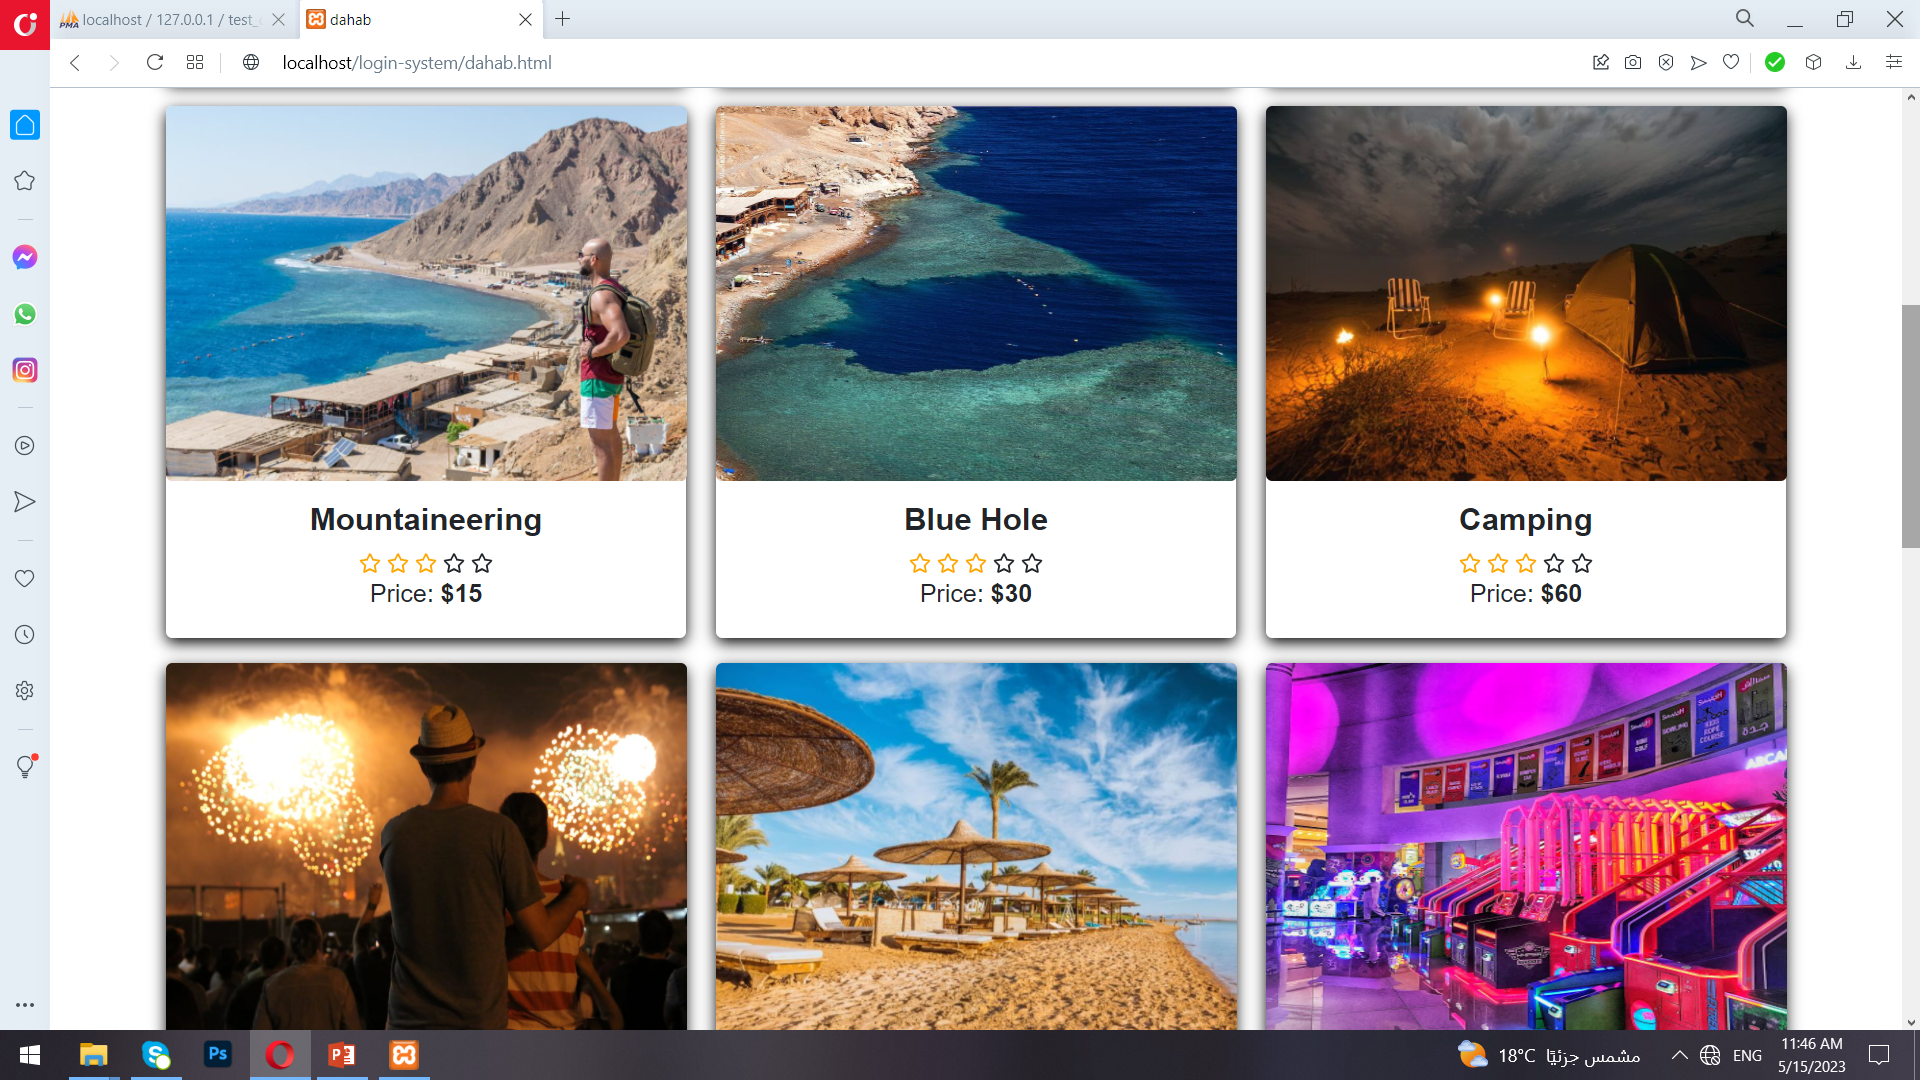 localhost / 127.0.0.1 / test_
dahab
localhost/login-system/dahab.html
Mountaineering
Price: $15
Blue Hole
Price: $30
Camping
Price: $60
ARCA
18°C مشمس جزئيًا
ENG
11:46 AM
5/15/2023